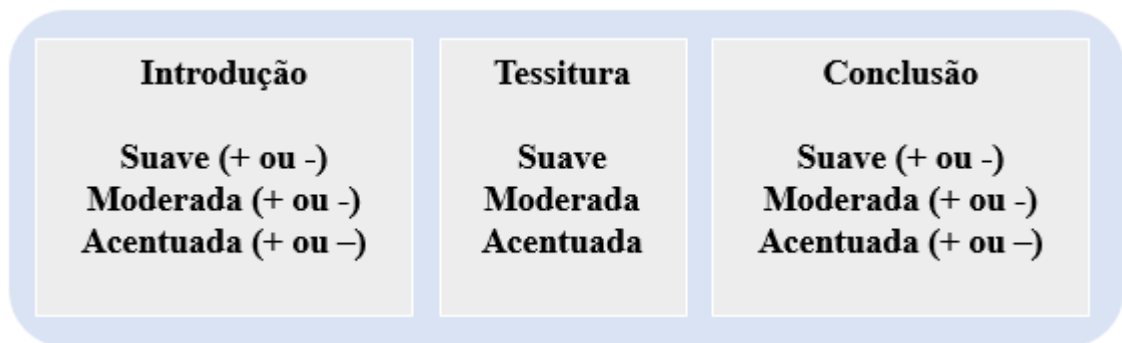 Introdução
Suave (+ ou -)
Moderada (+ ou -)
Acentuada (+ ou –)
Tessitura
Suave
Moderada
Acentuada
Conclusão
Suave (+ ou -)
Moderada (+ ou -)
Acentuada (+ ou –)